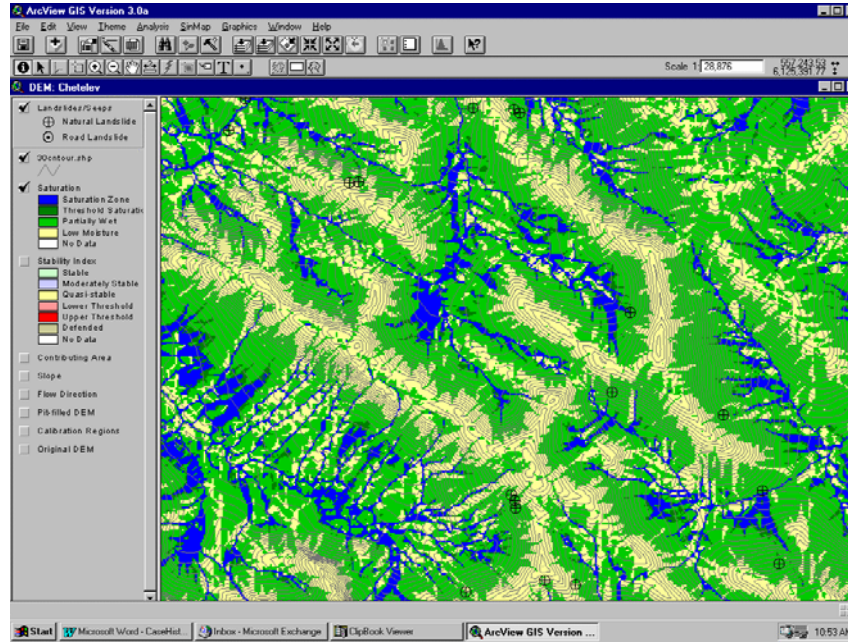 ArcView GIS Version 3.0a
File Edit View Theme Analysis SinMap Graphics Window Help
Scale 1: 28,876
557,243.53
6,125,391.77
DEM: Chetelev
Landslides/Seeps
Natural Landslide
Road Landslide
20contour.shp
Saturation
Saturation Zone
Threshold Saturatio
Partially Wet
Low Moisture
No Data
Stability Index
Stable
Moderately Stable
Quasi-stable
Lower Threshold
Upper Threshold
Defended
No Data
Contributing Area
Slope
Flow Direction
Pit-filled DEM
Calibration Regions
Original DEM
Start Microsoft Word - CaseHist... Inbox - Microsoft Exchange ClipBook Viewer ArcView GIS Version ... 10:53 AM